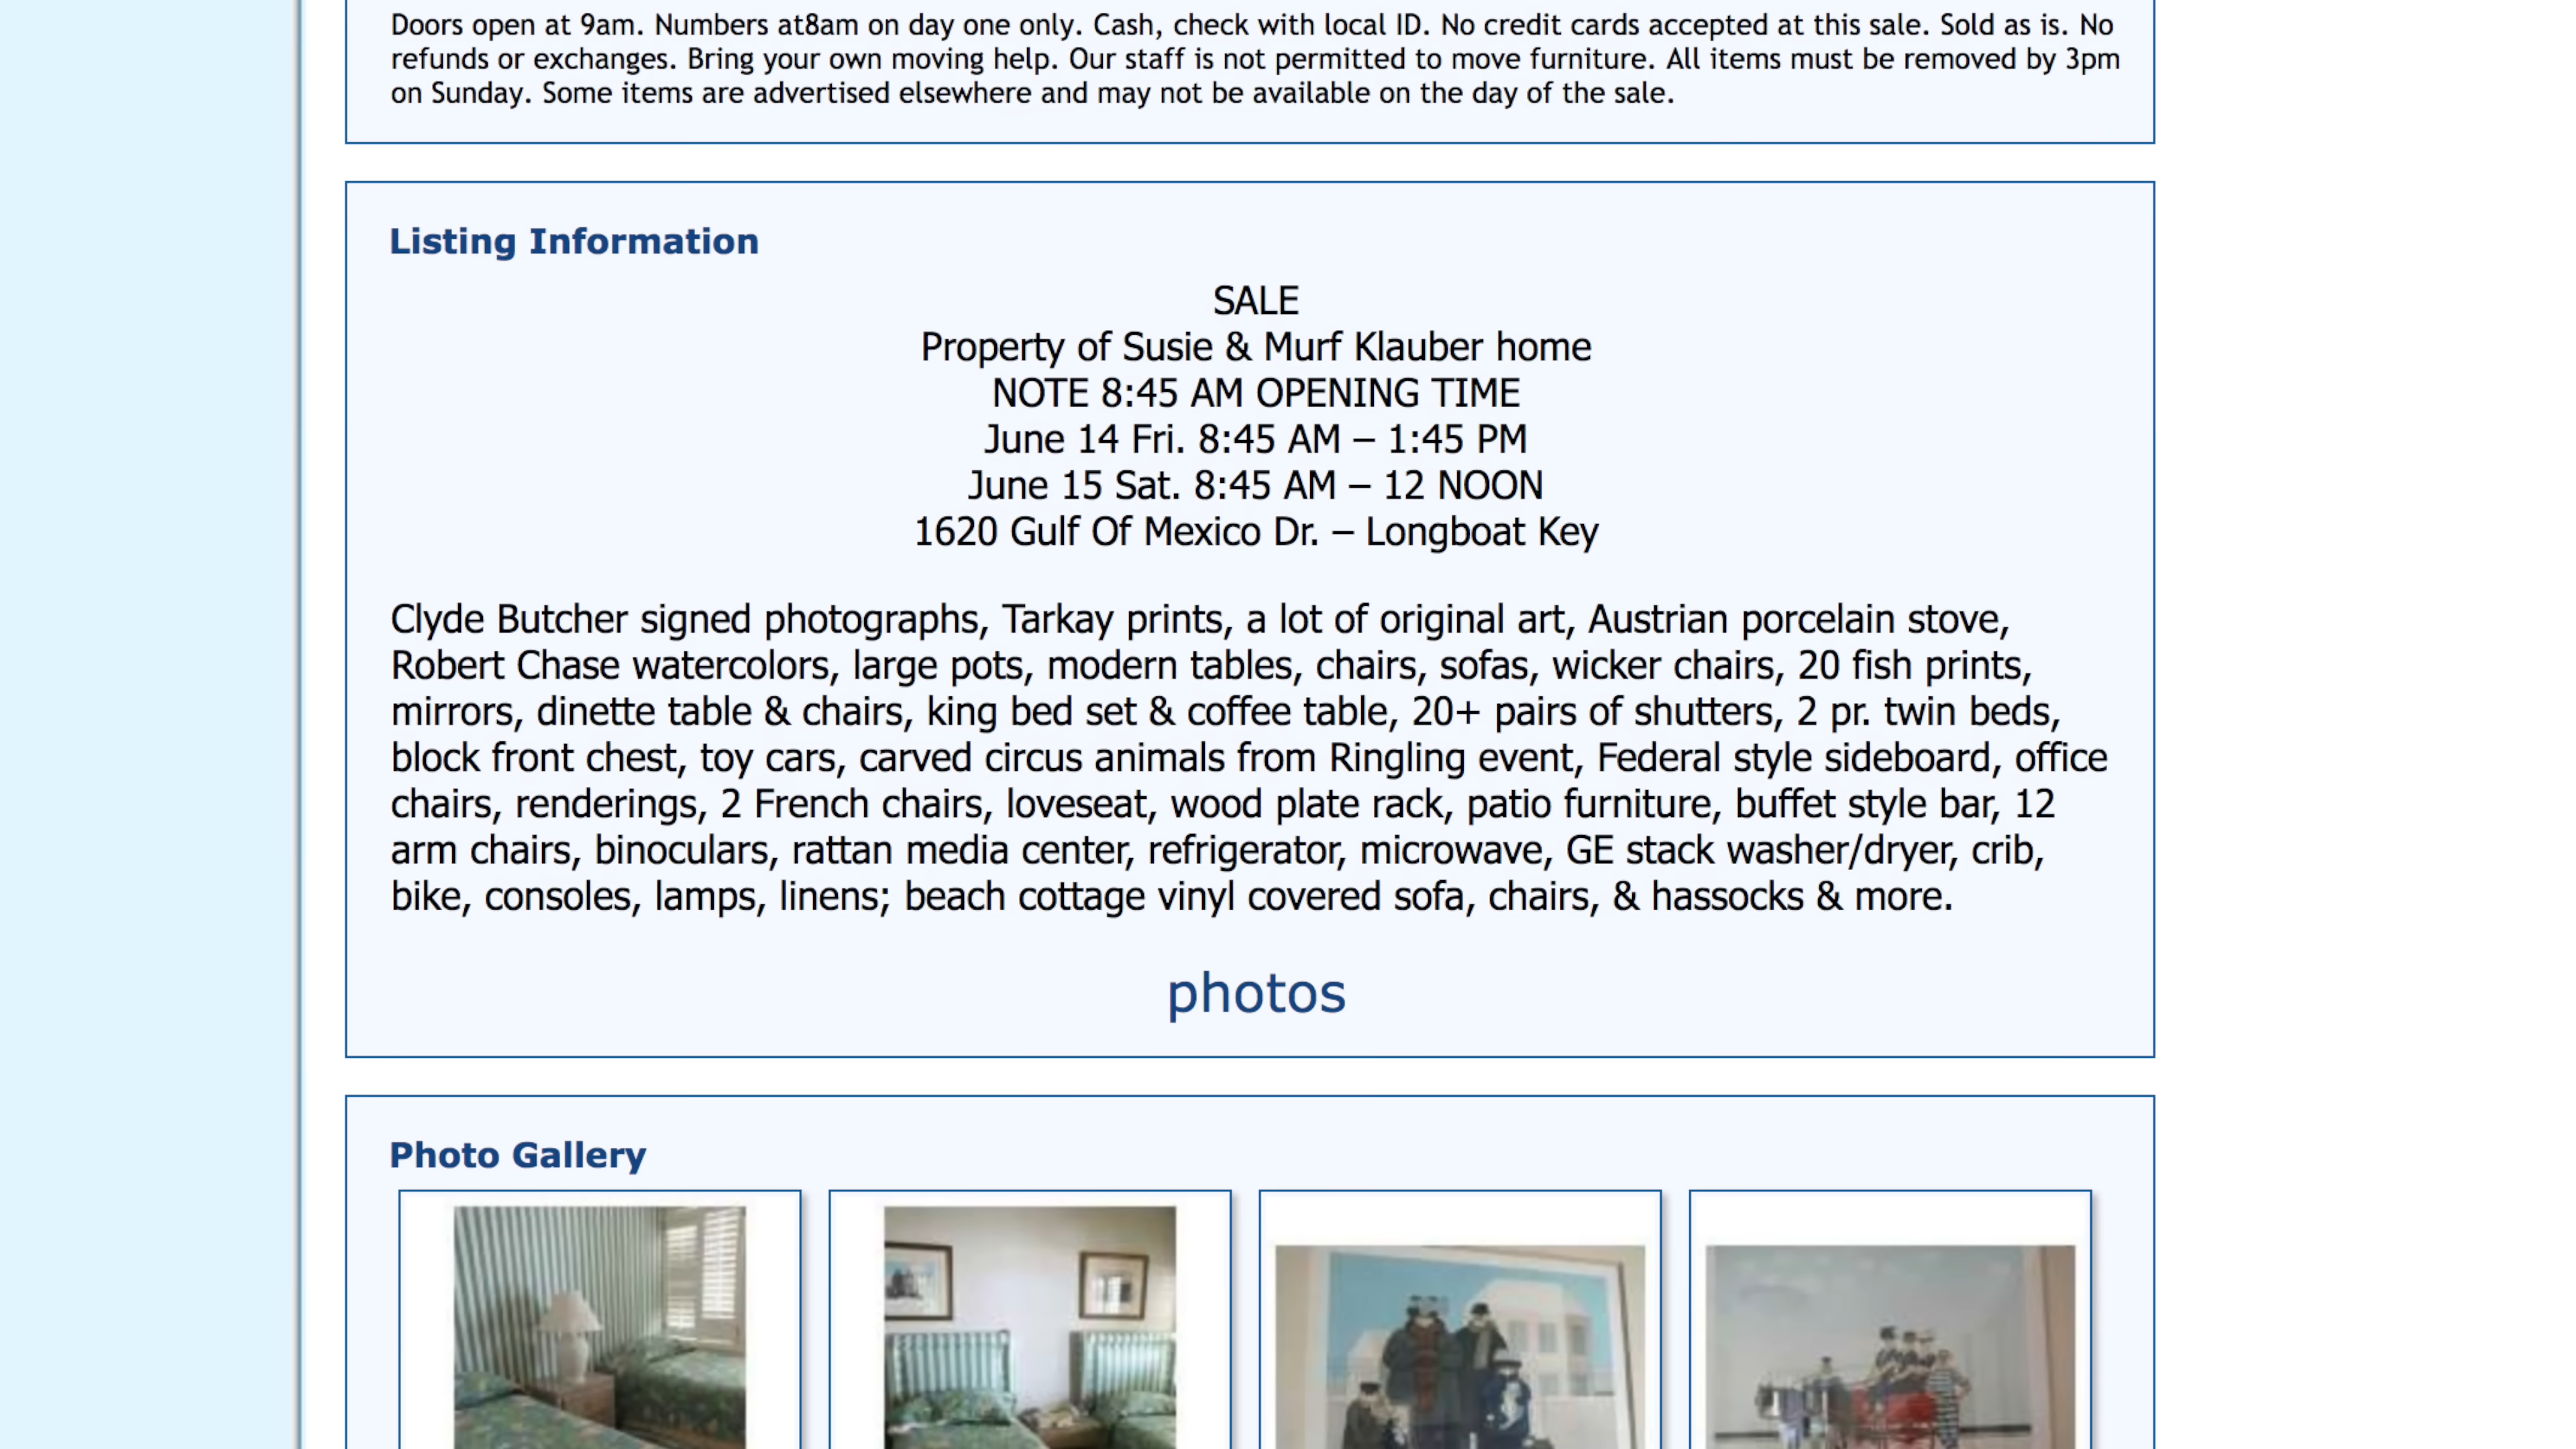 Doors open at 9am. Numbers at8am on day one only. Cash, check with local ID. No credit cards accepted at this sale. Sold as is. No
refunds or exchanges. Bring your own moving help. Our staff is not permitted to move furniture. All items must be removed by 3pm
on Sunday. Some items are advertised elsewhere and may not be available on the day of the sale.
Listing Information
SALE
Property of Susie & Murf Klauber home
NOTE 8:45 AM OPENING TIME
June 14 Fri. 8:45 AM – 1:45 PM
June 15 Sat. 8:45 AM – 12 NOON
1620 Gulf Of Mexico Dr. – Longboat Key
Clyde Butcher signed photographs, Tarkay prints, a lot of original art, Austrian porcelain stove,
Robert Chase watercolors, large pots, modern tables, chairs, sofas, wicker chairs, 20 fish prints,
mirrors, dinette table & chairs, king bed set & coffee table, 20+ pairs of shutters, 2 pr. twin beds,
block front chest, toy cars, carved circus animals from Ringling event, Federal style sideboard, office
chairs, renderings, 2 French chairs, loveseat, wood plate rack, patio furniture, buffet style bar, 12
arm chairs, binoculars, rattan media center, refrigerator, microwave, GE stack washer/dryer, crib,
bike, consoles, lamps, linens; beach cottage vinyl covered sofa, chairs, & hassocks & more.
photos
Photo Gallery